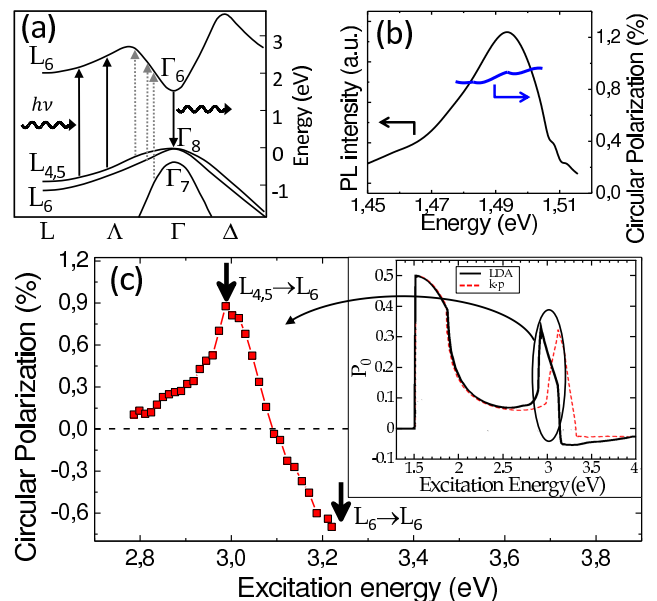 (a)
L6
Γ6
hν
Γ8
L4,5
L6
Γ7
L Λ Γ Δ
3
2
1
0
-1
Energy (eV)
(b)
PL intensity (a.u.)
1,2
0,8
0,4
0,0
Circular Polarization (%)
1,45 1,47 1,49 1,51
Energy (eV)
(c)
L4,5→L6
L6→L6
Circular Polarization (%)
0,9
0,6
0,3
0,0
-0,3
-0,6
2,8 3,0 3,2 3,4 3,6 3,8
Excitation energy (eV)
LDA
k·p
P0
0.5
0.4
0.3
0.2
0.1
0
-0.1
1.5 2 2.5 3 3.5 4
Excitation Energy(eV)